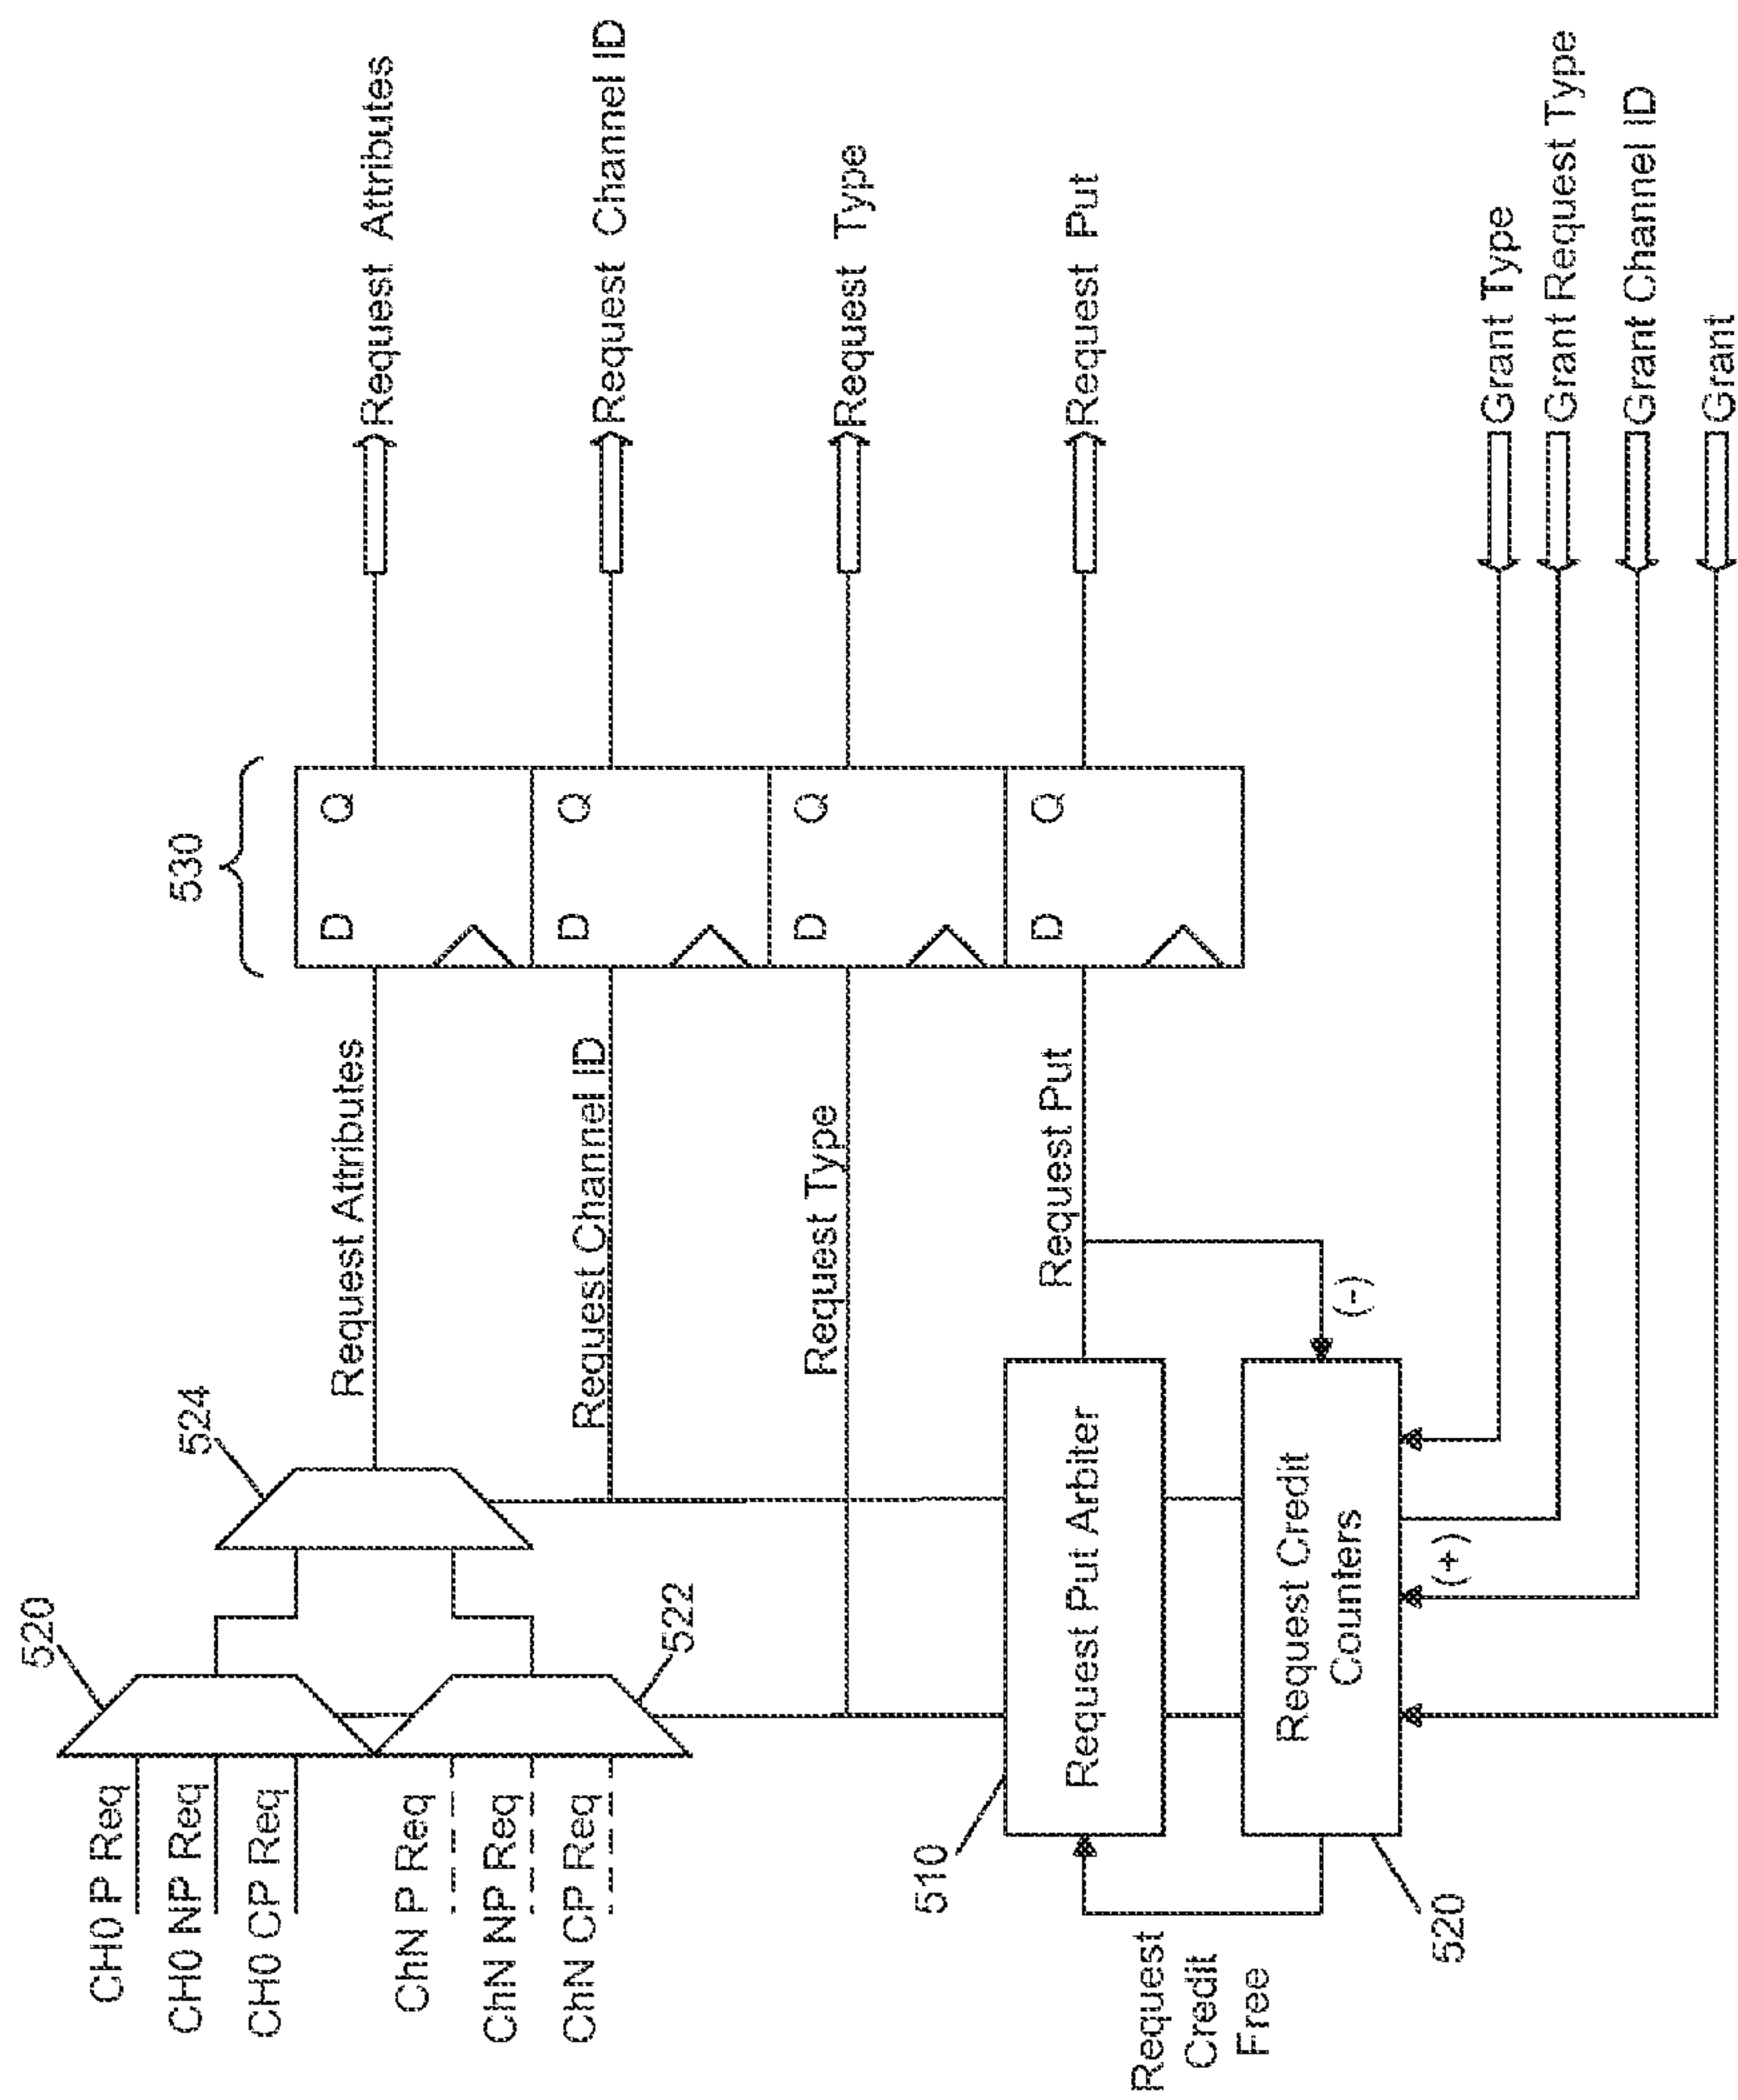 CH0 P Req
CH0 NP Req
CH0 CP Req
ChN P Req
ChN NP Req
ChN CP Req
520
522
524
530
Request Attributes
Request Channel ID
Request Type
Request Put
D Q
D Q
D Q
D Q
Request Attributes
Request Channel ID
Request Type
Request Put
510
Request Put Arbiter
Request
Credit
Free
Request Credit
Counters
520
(-)
(+)
Grant Type
Grant Request Type
Grant Channel ID
Grant